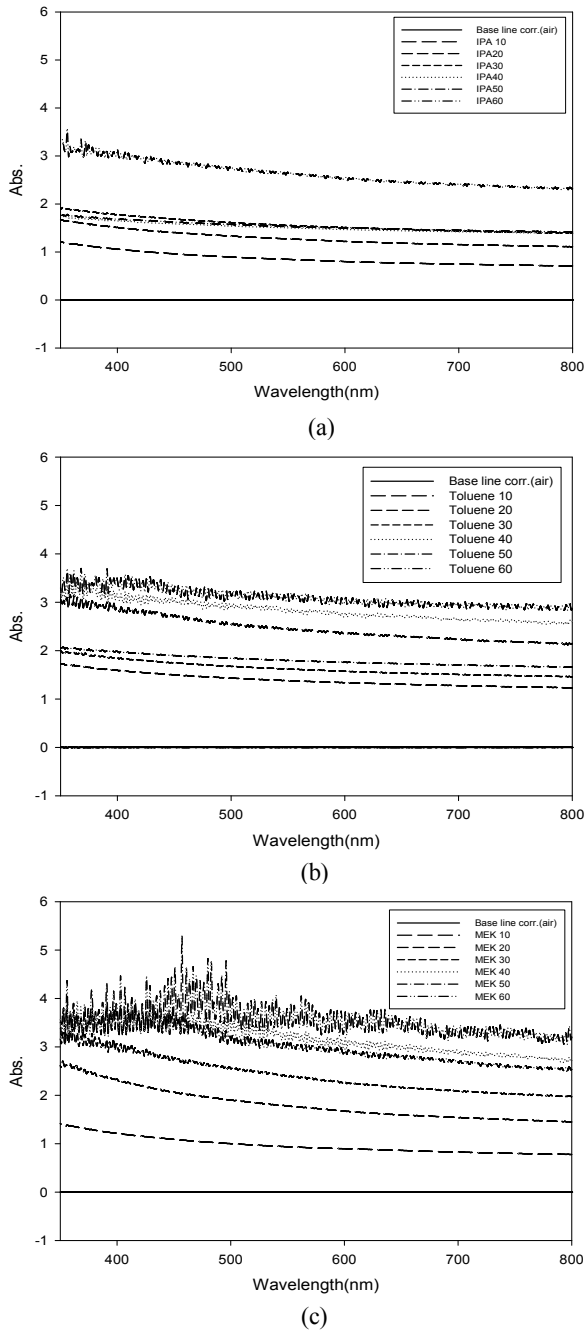 6
Base line corr.(air)
IPA 10
5
IPA20
IPA30
IPA40
4
IPA50
IPA60
3
Abs.
2
1
0
-1
400 500 600 700 800
Wavelength(nm)
(a)
6
Base line corr.(air)
5
Toluene 10
Toluene 20
Toluene 30
4
Toluene 40
Toluene 50
Toluene 60
3
Abs.
2
1
0
-1
400 500 600 700 800
Wavelength(nm)
(b)
6
Base line corr.(air)
MEK 10
5
MEK 20
MEK 30
MEK 40
4
MEK 50
MEK 60
3
Abs.
2
1
0
-1
400 500 600 700 800
Wavelength(nm)
(c)